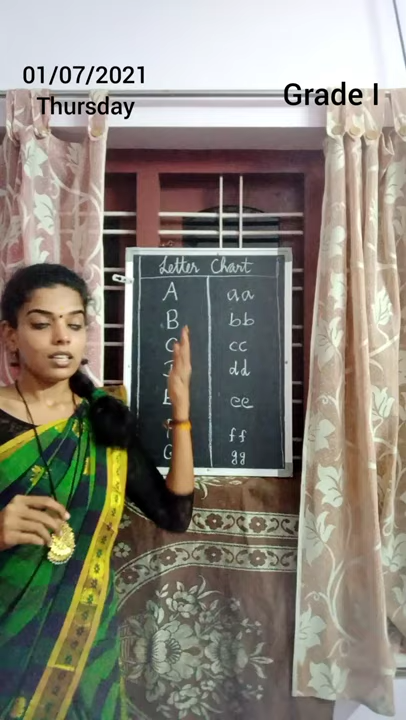 01/07/2021
Thursday
Grade I
Letter Chart
A aa
B bb
C cc
dd
E ee
ff
G gg